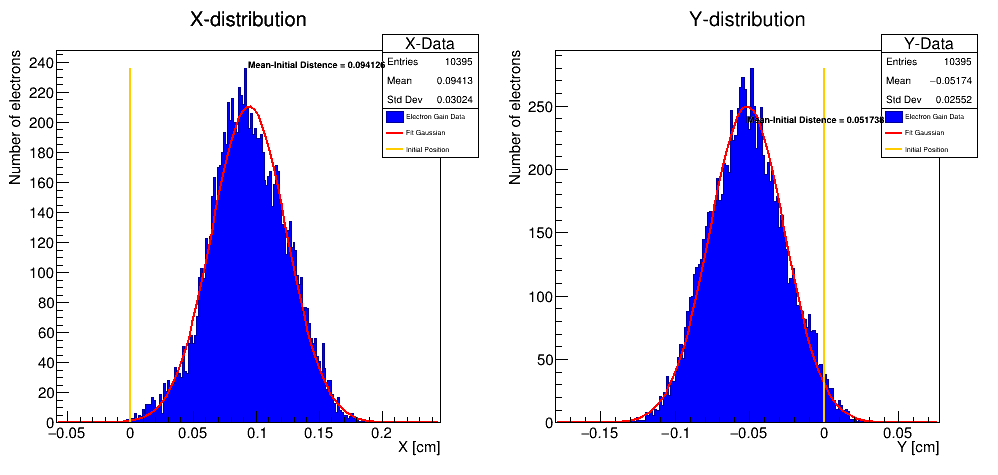 X-distribution
Number of electrons
240
220
200
180
160
140
120
100
80
60
40
20
0
−0.05
0
0.05
0.1
0.15
0.2
X [cm]
Mean-Initial Distence = 0.094126
X-Data
Entries 10395
Mean 0.09413
Std Dev 0.03024
Electron Gain Data
Fit Gaussian
Initial Position
Y-distribution
Number of electrons
250
200
150
100
50
0
−0.15
−0.1
−0.05
0
0.05
Y [cm]
Mean-Initial Distence = 0.051738
Y-Data
Entries 10395
Mean −0.05174
Std Dev 0.02552
Electron Gain Data
Fit Gaussian
Initial Position